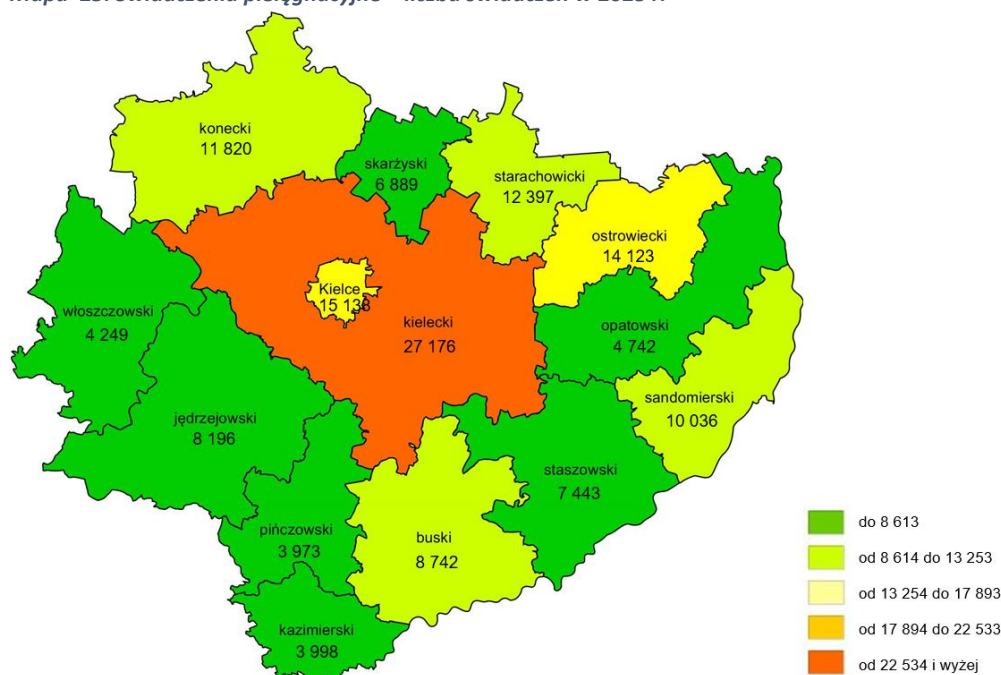 konecki
11 820
skarżyski
6 889
starachowicki
12 397
ostrowiecki
14 123
Kielce
15 138
włoszczowski
4 249
kielecki
27 176
opatowski
4 742
sandomierski
10 036
jędrzejowski
8 196
staszowski
7 443
pińczowski
3 973
buski
8 742
kazimierski
3 998
do 8 613
od 8 614 do 13 253
od 13 254 do 17 893
od 17 894 do 22 533
od 22 534 i wyżej